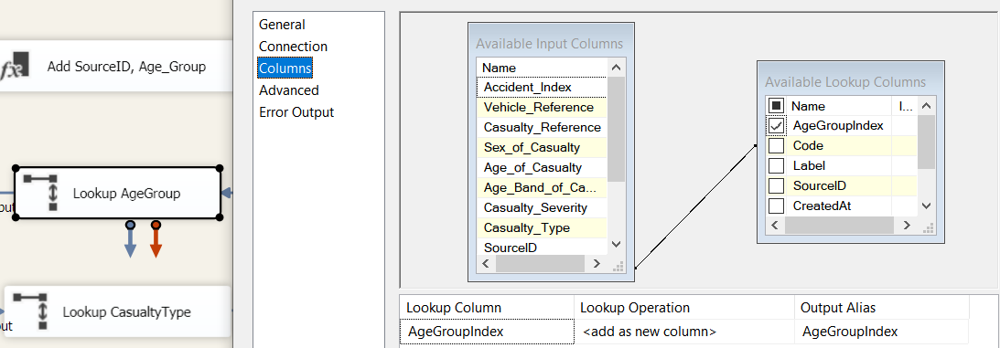 Add SourceID, Age_Group
Lookup AgeGroup
put
Lookup CasualtyType
put
General
Connection
Columns
Advanced
Error Output
Available Input Columns
Name
Accident_Index
Vehicle_Reference
Casualty_Reference
Sex_of_Casualty
Age_of_Casualty
Age_Band_of_Ca...
Casualty_Severity
Casualty_Type
SourceID
Available Lookup Columns
Name I...
AgeGroupIndex
Code
Label
SourceID
CreatedAt
Lookup Column Lookup Operation Output Alias
AgeGroupIndex <add as new column> AgeGroupIndex